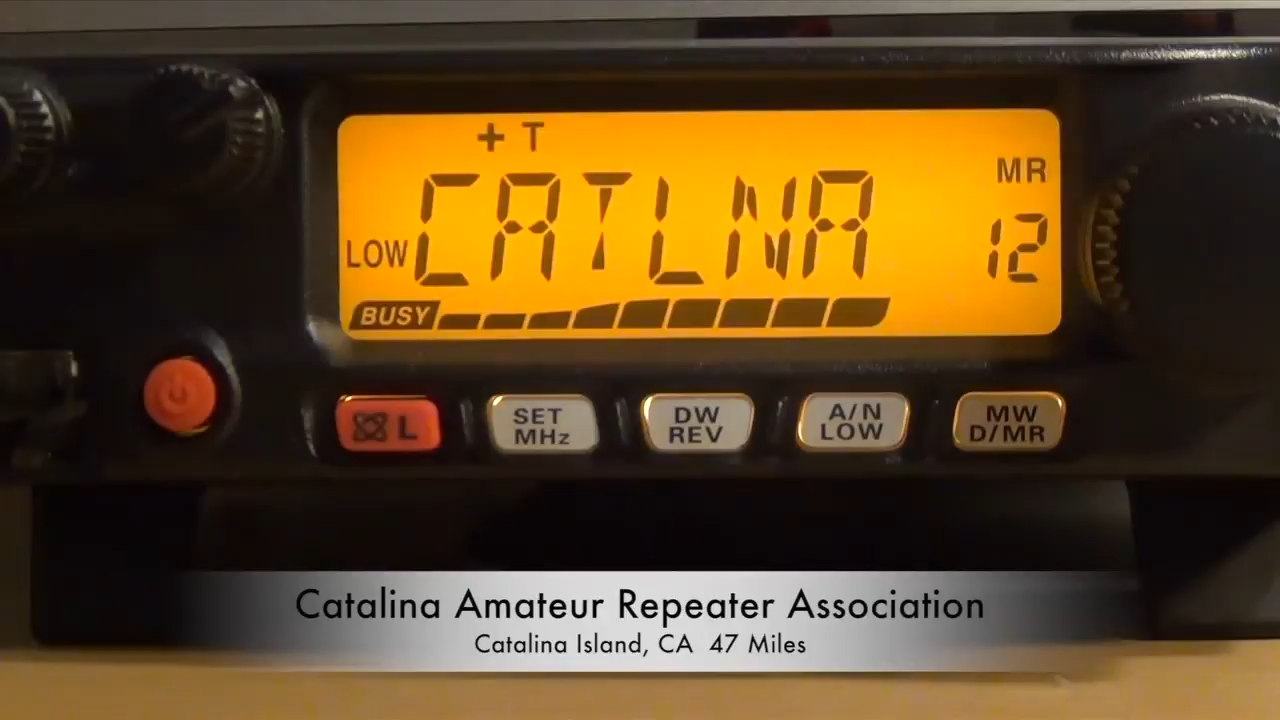 + T
MR
LOW CATLNA 12
BUSY
L
SET
MHz
DW
REV
A/N
LOW
MW
D/MR
Catalina Amateur Repeater Association
Catalina Island, CA 47 Miles